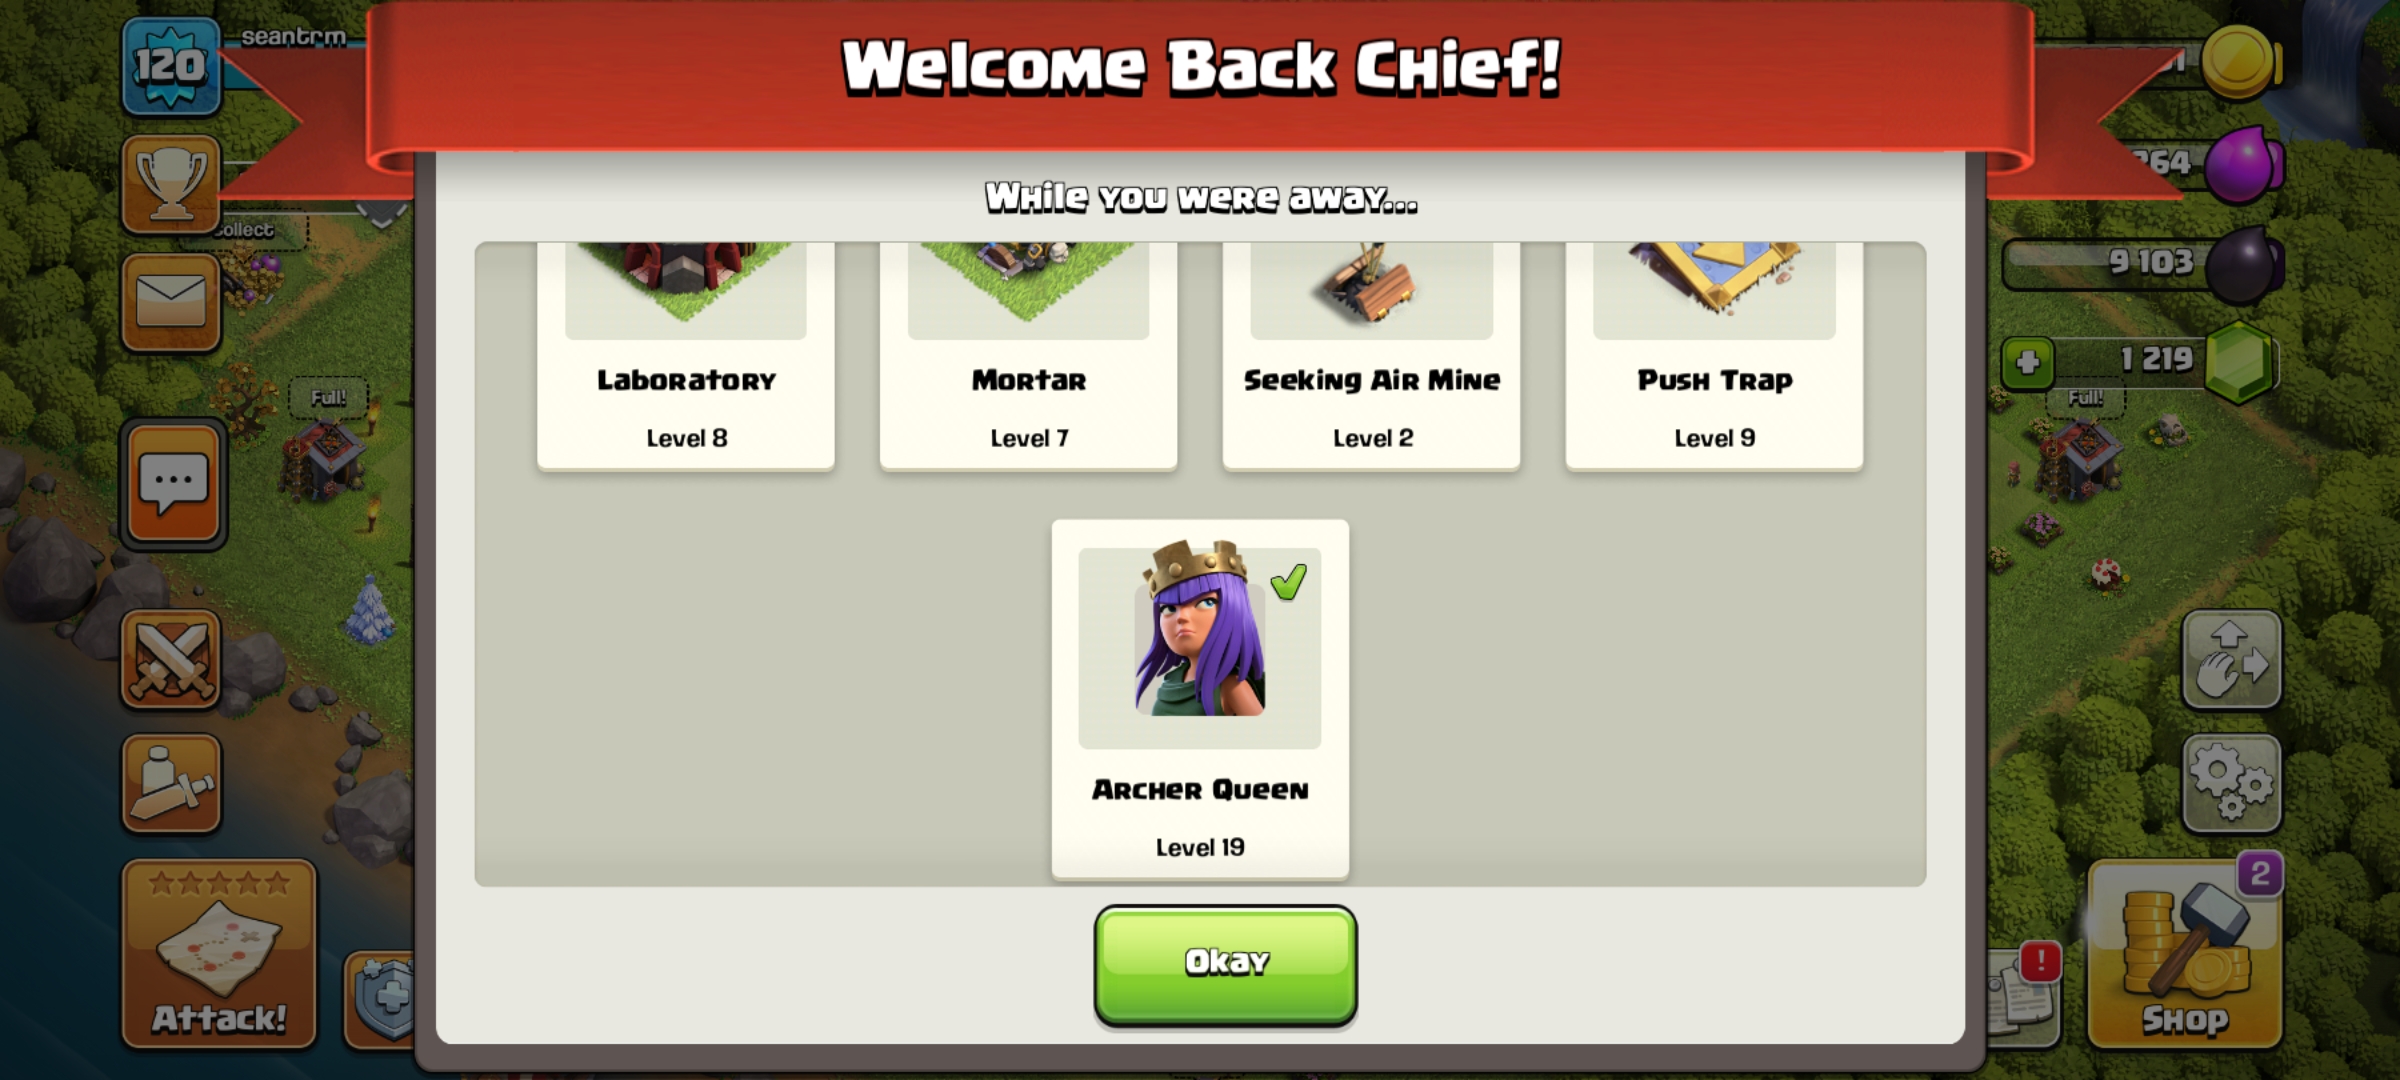 120
seantrm
Welcome Back Chief!
While you were away...
264
Collect
9 103
1 219
Full!
Full!
Laboratory
Level 8
Mortar
Level 7
Seeking Air Mine
Level 2
Push Trap
Level 9
Archer Queen
Level 19
Okay
Attack!
!
2
Shop